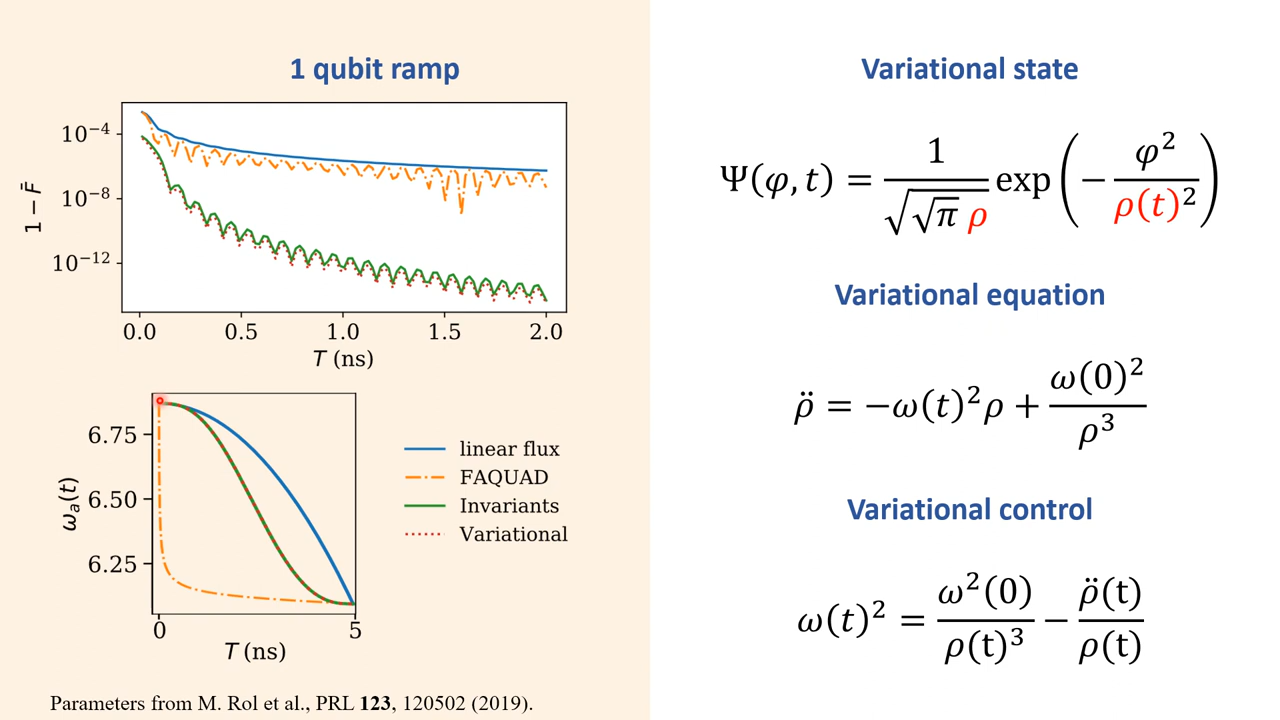 1 qubit ramp
10⁻⁴
10⁻⁸
10⁻¹²
1 − F̄
0.0 0.5 1.0 1.5 2.0
T (ns)
6.75
6.50
6.25
ωₐ(t)
0 5
T (ns)
linear flux
FAQUAD
Invariants
Variational
Parameters from M. Rol et al., PRL 123, 120502 (2019).
Variational state
Ψ(φ, t) = 1/√(√π ρ) exp(− φ²/ρ(t)²)
Variational equation
ρ̈ = −ω(t)²ρ + ω(0)²/ρ³
Variational control
ω(t)² = ω²(0)/ρ(t)³ − ρ̈(t)/ρ(t)